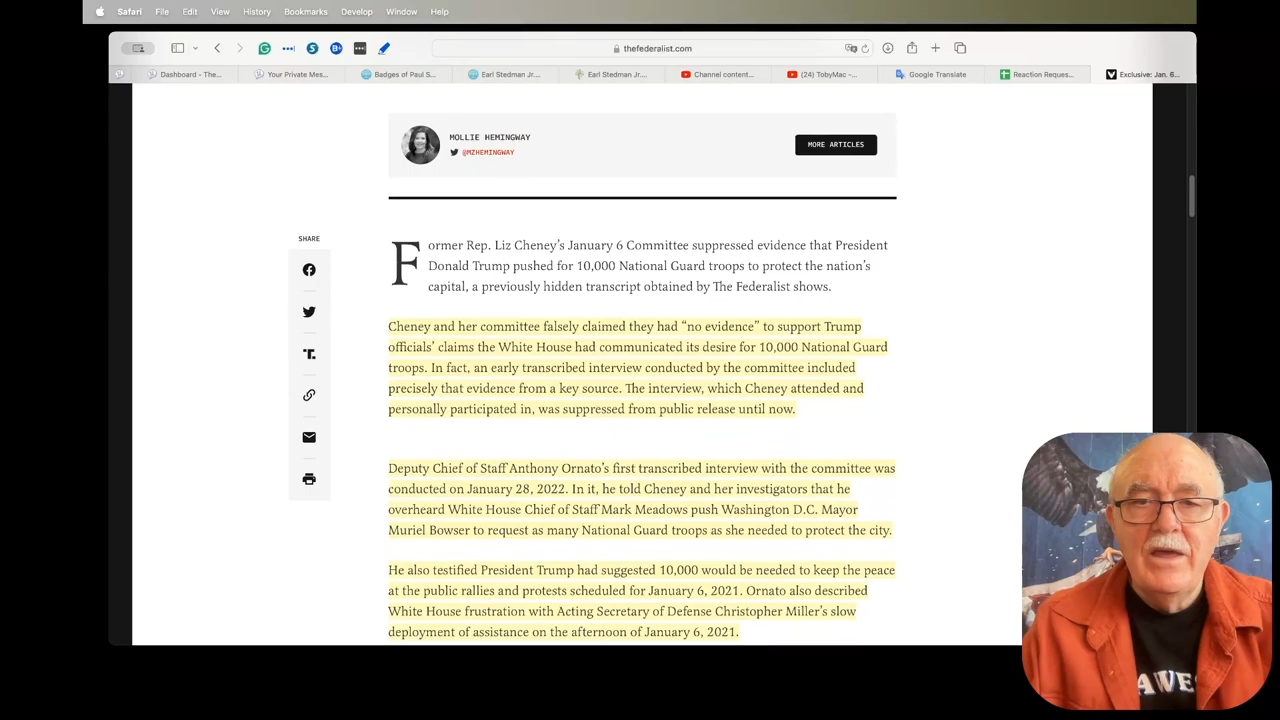 Safari File Edit View History Bookmarks Develop Window Help
thefederalist.com
Dashboard - The...
Your Private Mes...
Badges of Paul S...
Earl Stedman Jr....
Earl Stedman Jr....
Channel content...
(24) TobyMac -...
Google Translate
Reaction Reques...
Exclusive: Jan. 6...
MOLLIE HEMINGWAY
@MZHEMINGWAY
MORE ARTICLES
SHARE
Former Rep. Liz Cheney’s January 6 Committee suppressed evidence that President
Donald Trump pushed for 10,000 National Guard troops to protect the nation’s
capital, a previously hidden transcript obtained by The Federalist shows.
Cheney and her committee falsely claimed they had “no evidence” to support Trump
officials’ claims the White House had communicated its desire for 10,000 National Guard
troops. In fact, an early transcribed interview conducted by the committee included
precisely that evidence from a key source. The interview, which Cheney attended and
personally participated in, was suppressed from public release until now.
Deputy Chief of Staff Anthony Ornato’s first transcribed interview with the committee was
conducted on January 28, 2022. In it, he told Cheney and her investigators that he
overheard White House Chief of Staff Mark Meadows push Washington D.C. Mayor
Muriel Bowser to request as many National Guard troops as she needed to protect the city.
He also testified President Trump had suggested 10,000 would be needed to keep the peace
at the public rallies and protests scheduled for January 6, 2021. Ornato also described
White House frustration with Acting Secretary of Defense Christopher Miller’s slow
deployment of assistance on the afternoon of January 6, 2021.